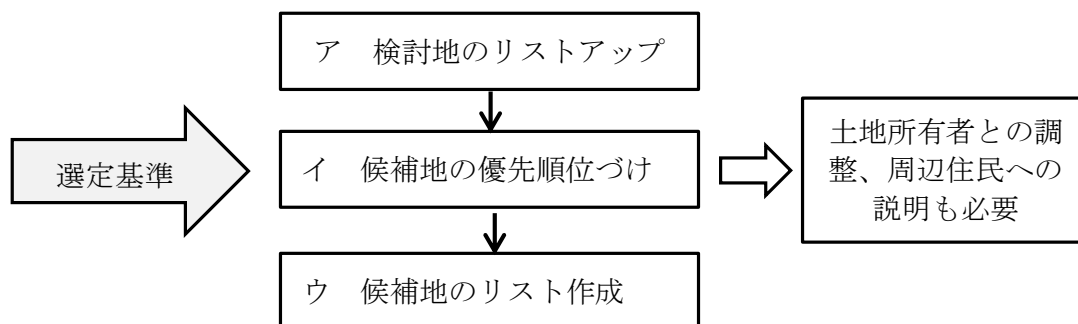 ア 検討地のリストアップ
選定基準
イ 候補地の優先順位づけ
土地所有者との調
整、周辺住民への
説明も必要
ウ 候補地のリスト作成